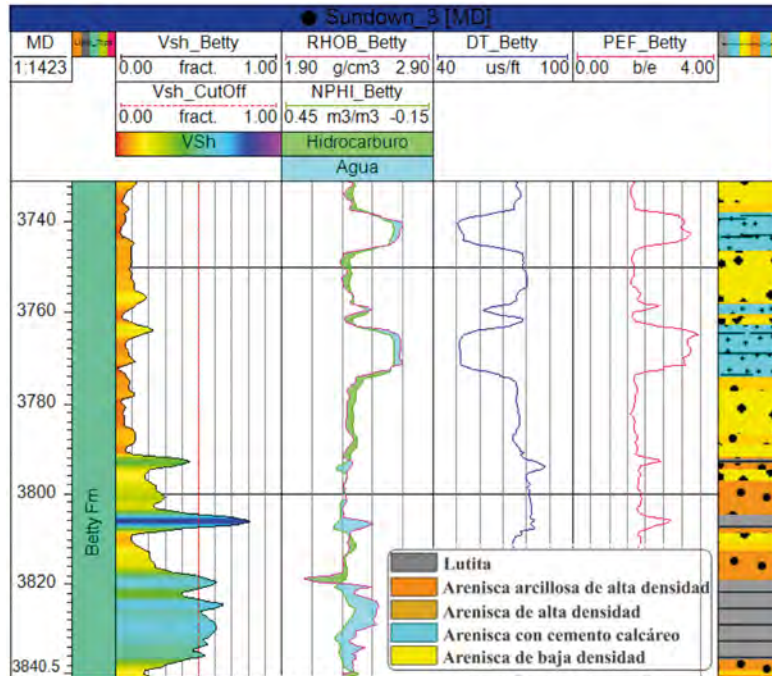 Sundown_3 [MD]
MD Vsh_Betty RHOB_Betty DT_Betty PEF_Betty
1:1423 0.00 fract. 1.00 1.90 g/cm3 2.90 40 us/ft 100 0.00 b/e 4.00
Vsh_CutOff NPHI_Betty
0.00 fract. 1.00 0.45 m3/m3 -0.15
VSh Hidrocarburo
Agua
3740
3760
3780
3800
3820
3840.5
Betty Fm
Lutita
Arenisca arcillosa de alta densidad
Arenisca de alta densidad
Arenisca con cemento calcáreo
Arenisca de baja densidad